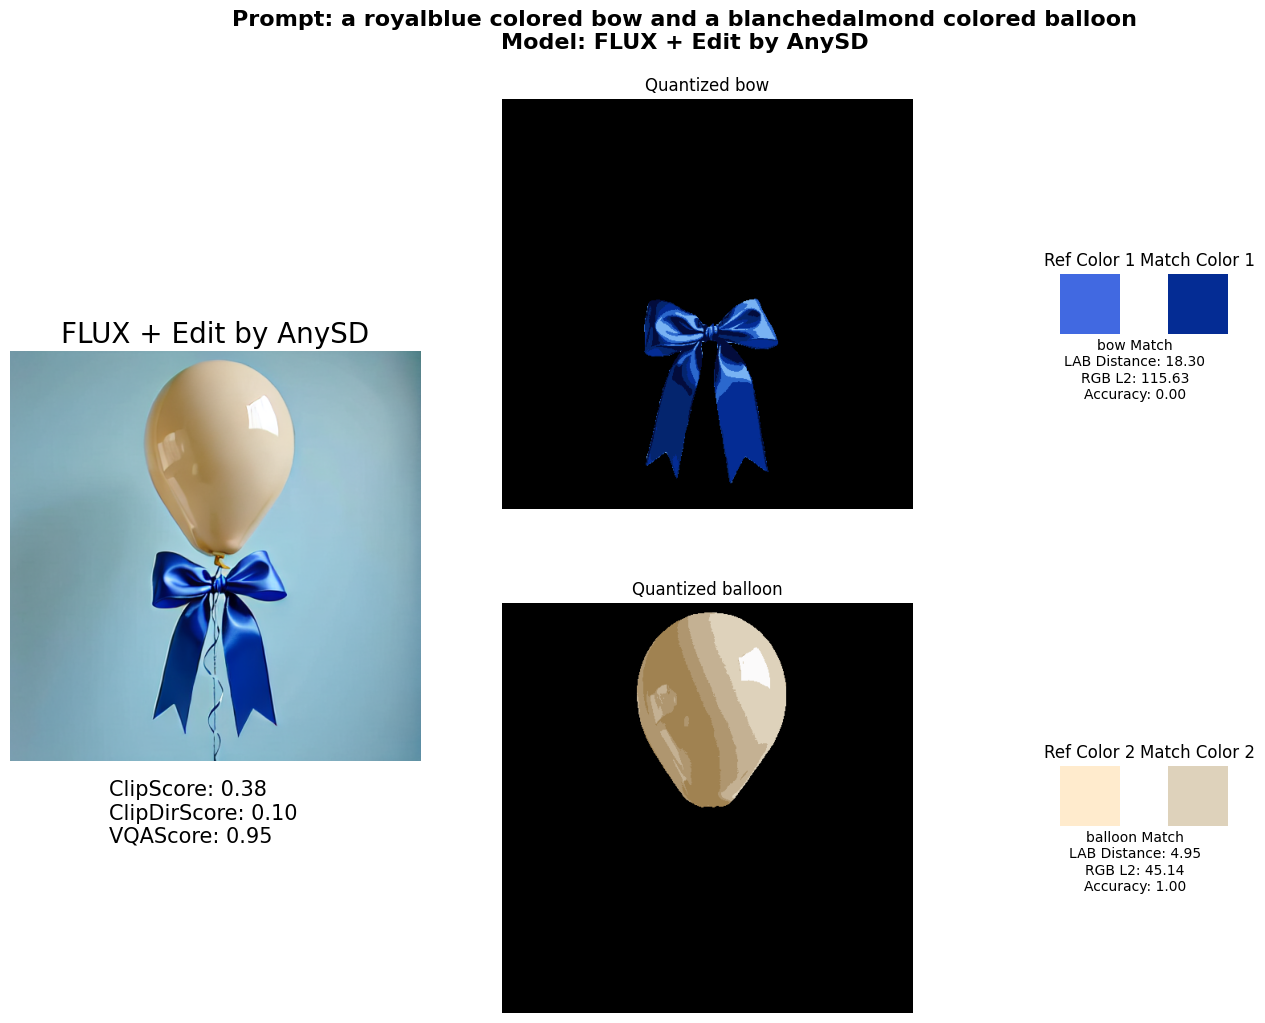 Prompt: a royalblue colored bow and a blanchedalmond colored balloon
Model: FLUX + Edit by AnySD
Quantized bow
Ref Color 1 Match Color 1
bow Match
LAB Distance: 18.30
RGB L2: 115.63
Accuracy: 0.00
FLUX + Edit by AnySD
ClipScore: 0.38
ClipDirScore: 0.10
VQAScore: 0.95
Quantized balloon
Ref Color 2 Match Color 2
balloon Match
LAB Distance: 4.95
RGB L2: 45.14
Accuracy: 1.00